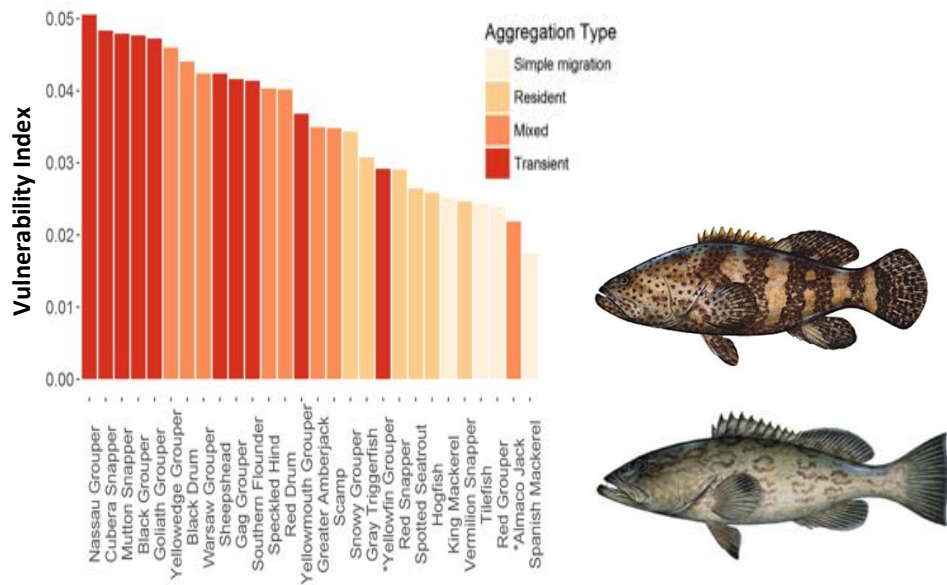 Vulnerability Index
0.05
0.04
0.03
0.02
0.01
0.00
Aggregation Type
Simple migration
Resident
Mixed
Transient
Nassau Grouper
Cubera Snapper
Mutton Snapper
Black Grouper
Goliath Grouper
Yellowedge Grouper
Black Drum
Warsaw Grouper
Sheepshead
Gag Grouper
Southern Flounder
Speckled Hind
Red Drum
Yellowmouth Grouper
Greater Amberjack
Scamp
Snowy Grouper
Gray Triggerfish
*Yellowfin Grouper
Red Snapper
Spotted Seatrout
Hogfish
King Mackerel
Vermilion Snapper
Tilefish
Red Grouper
*Almaco Jack
Spanish Mackerel